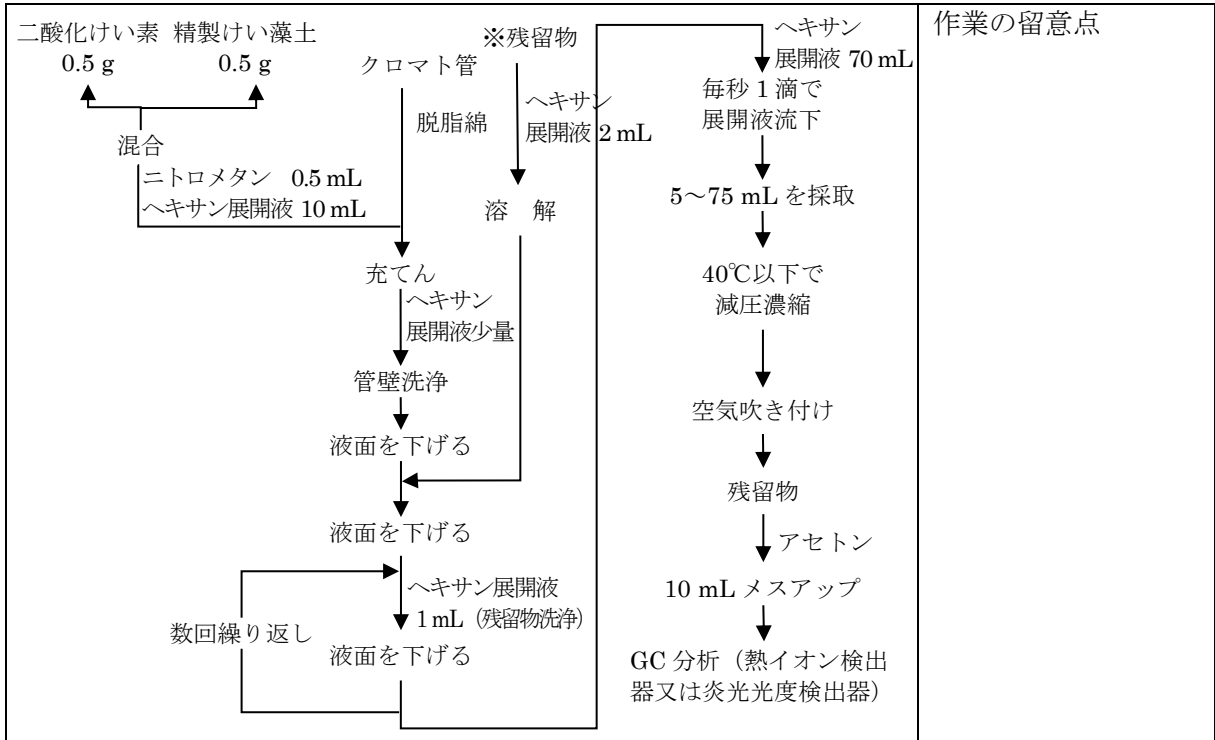 二酸化けい素 精製けい藻土
0.5 g 0.5 g
混合
ニトロメタン 0.5 mL
ヘキサン展開液 10 mL
クロマト管
脱脂綿
充てん
ヘキサン
展開液少量
管壁洗浄
液面を下げる
※残留物
ヘキサン
展開液 2 mL
溶 解
液面を下げる
ヘキサン展開液
1 mL (残留物洗浄)
数回繰り返し
液面を下げる
ヘキサン
展開液 70 mL
毎秒 1 滴で
展開液流下
5～75 mL を採取
40℃以下で
減圧濃縮
空気吹き付け
残留物
アセトン
10 mL メスアップ
GC 分析（熱イオン検出
器又は炎光光度検出器）
作業の留意点